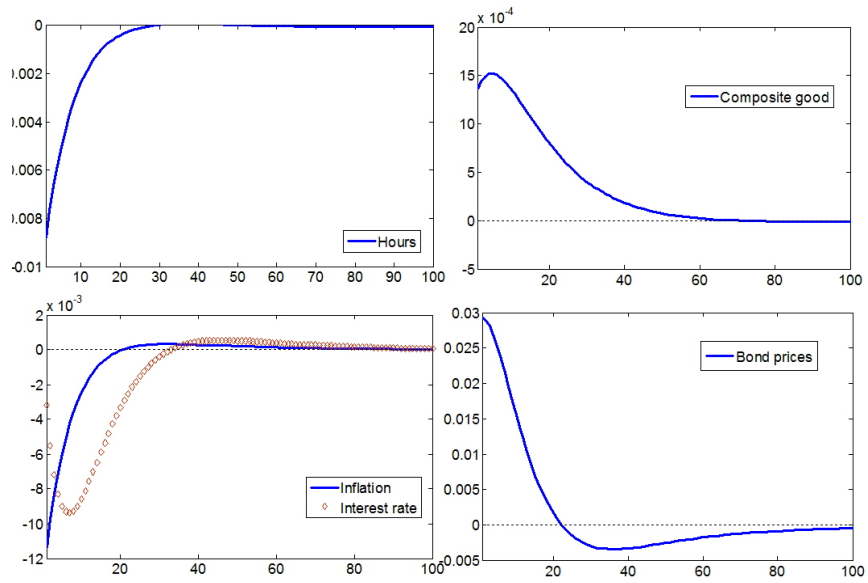 0
0.002
0.004
0.006
0.008
-0.01
10 20 30 40 50 60 70 80 90 100
Hours
x 10-4
20
15
10
5
0
-5
20 40 60 80 100
Composite good
x 10-3
2
0
-2
-4
-6
-8
-10
-12
1 20 40 60 80 100
Inflation
Interest rate
0.03
0.025
0.020
0.015
0.010
0.005
0
-0.005
20 40 60 80 100
Bond prices